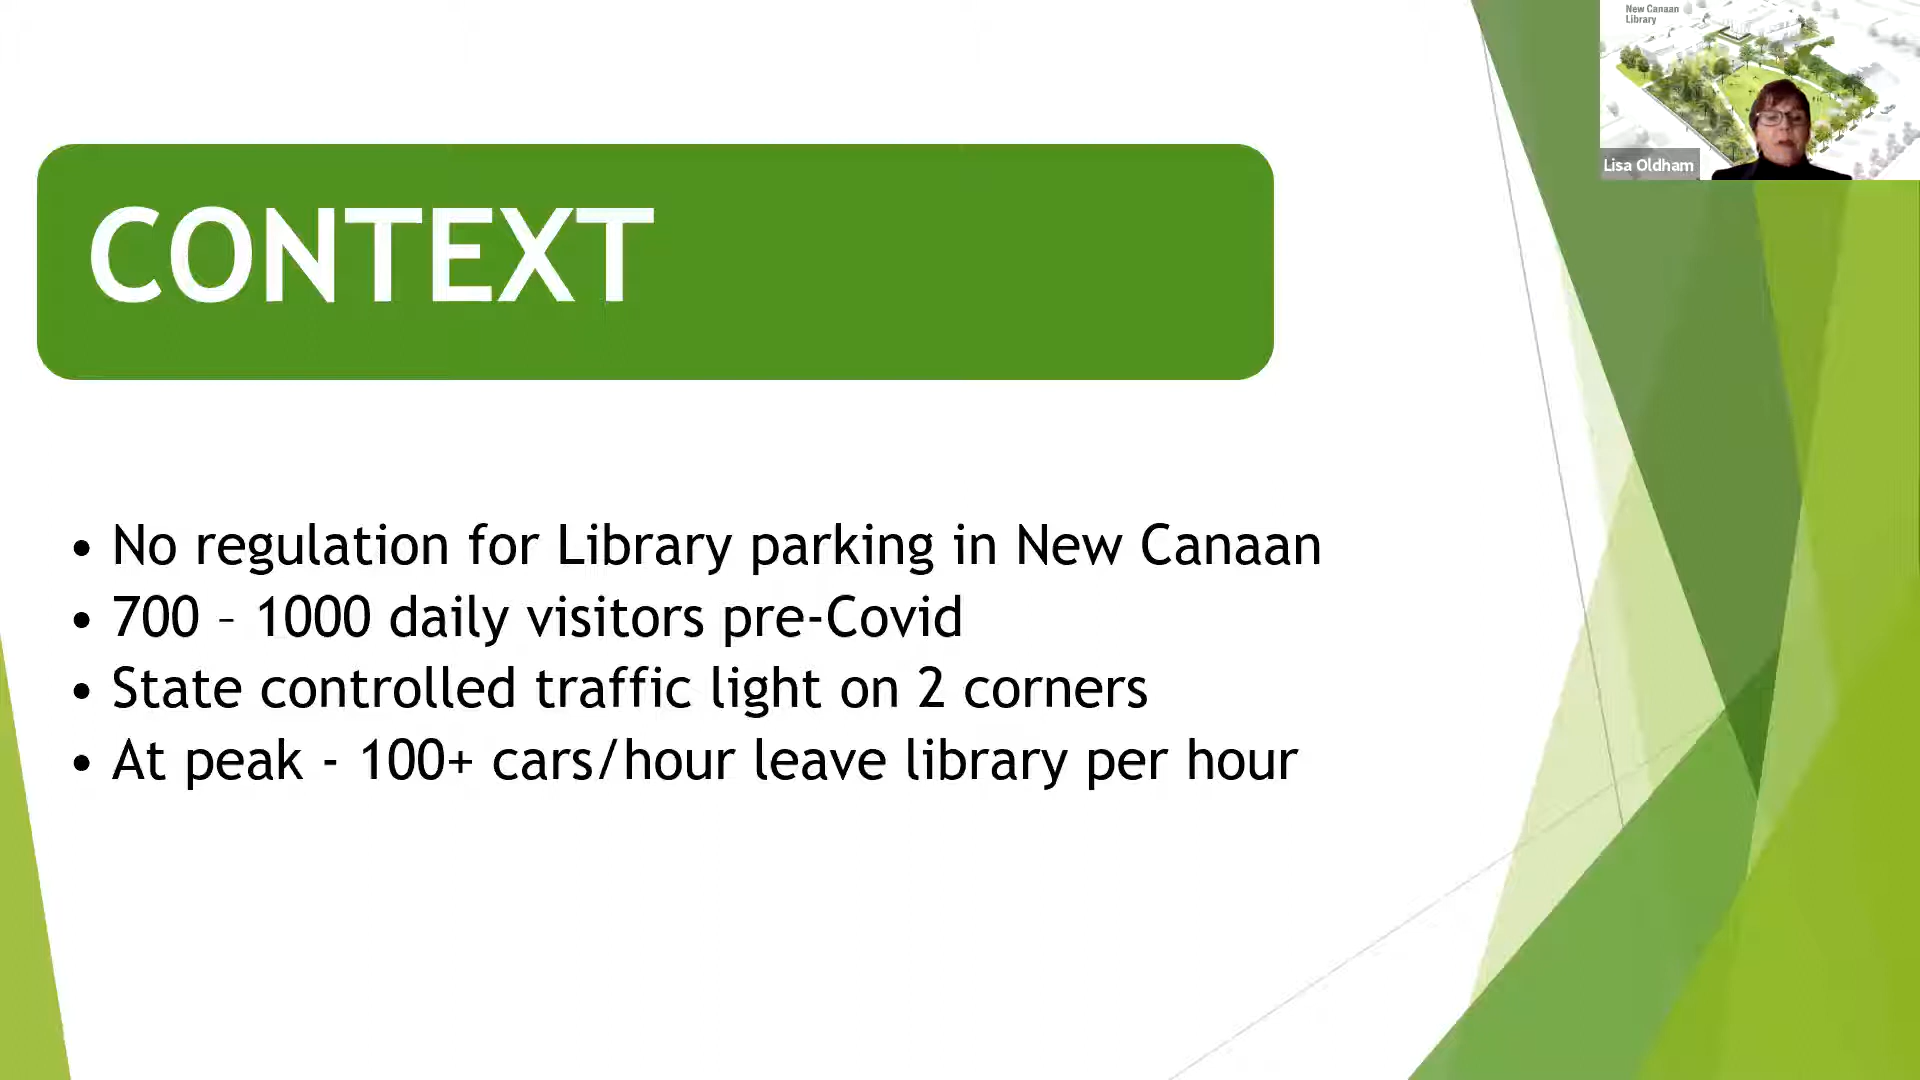 New Canaan
Library
Lisa Oldham
CONTEXT
• No regulation for Library parking in New Canaan
• 700 – 1000 daily visitors pre-Covid
• State controlled traffic light on 2 corners
• At peak - 100+ cars/hour leave library per hour